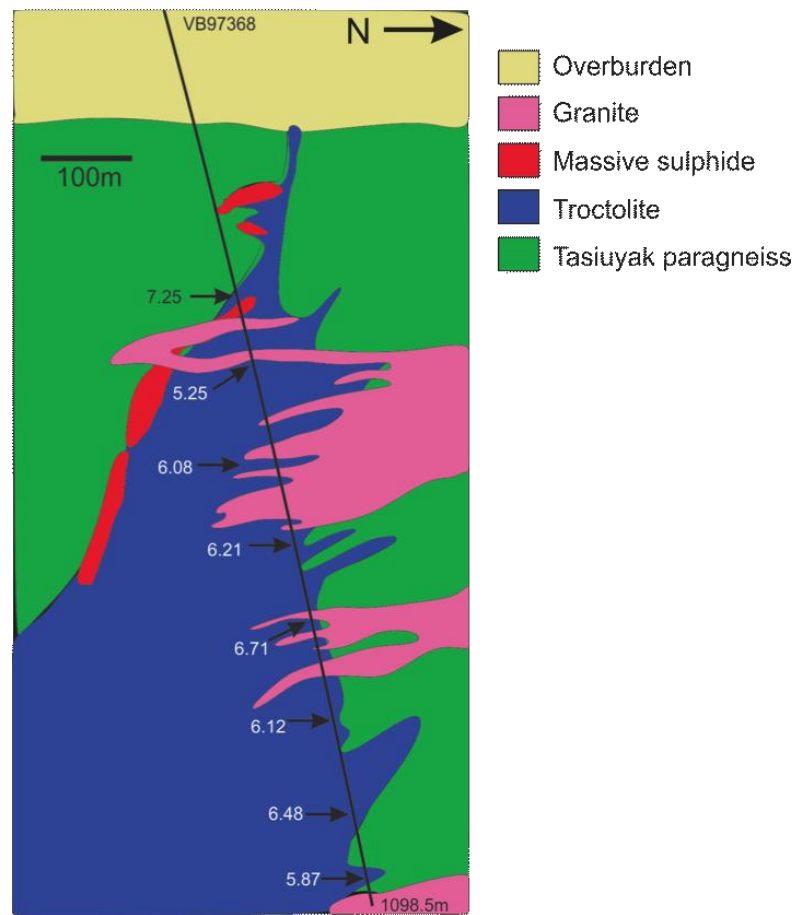 VB97368
N
100m
7.25
5.25
6.08
6.21
6.71
6.12
6.48
5.87
1098.5m
Overburden
Granite
Massive sulphide
Troctolite
Tasiuyak paragneiss